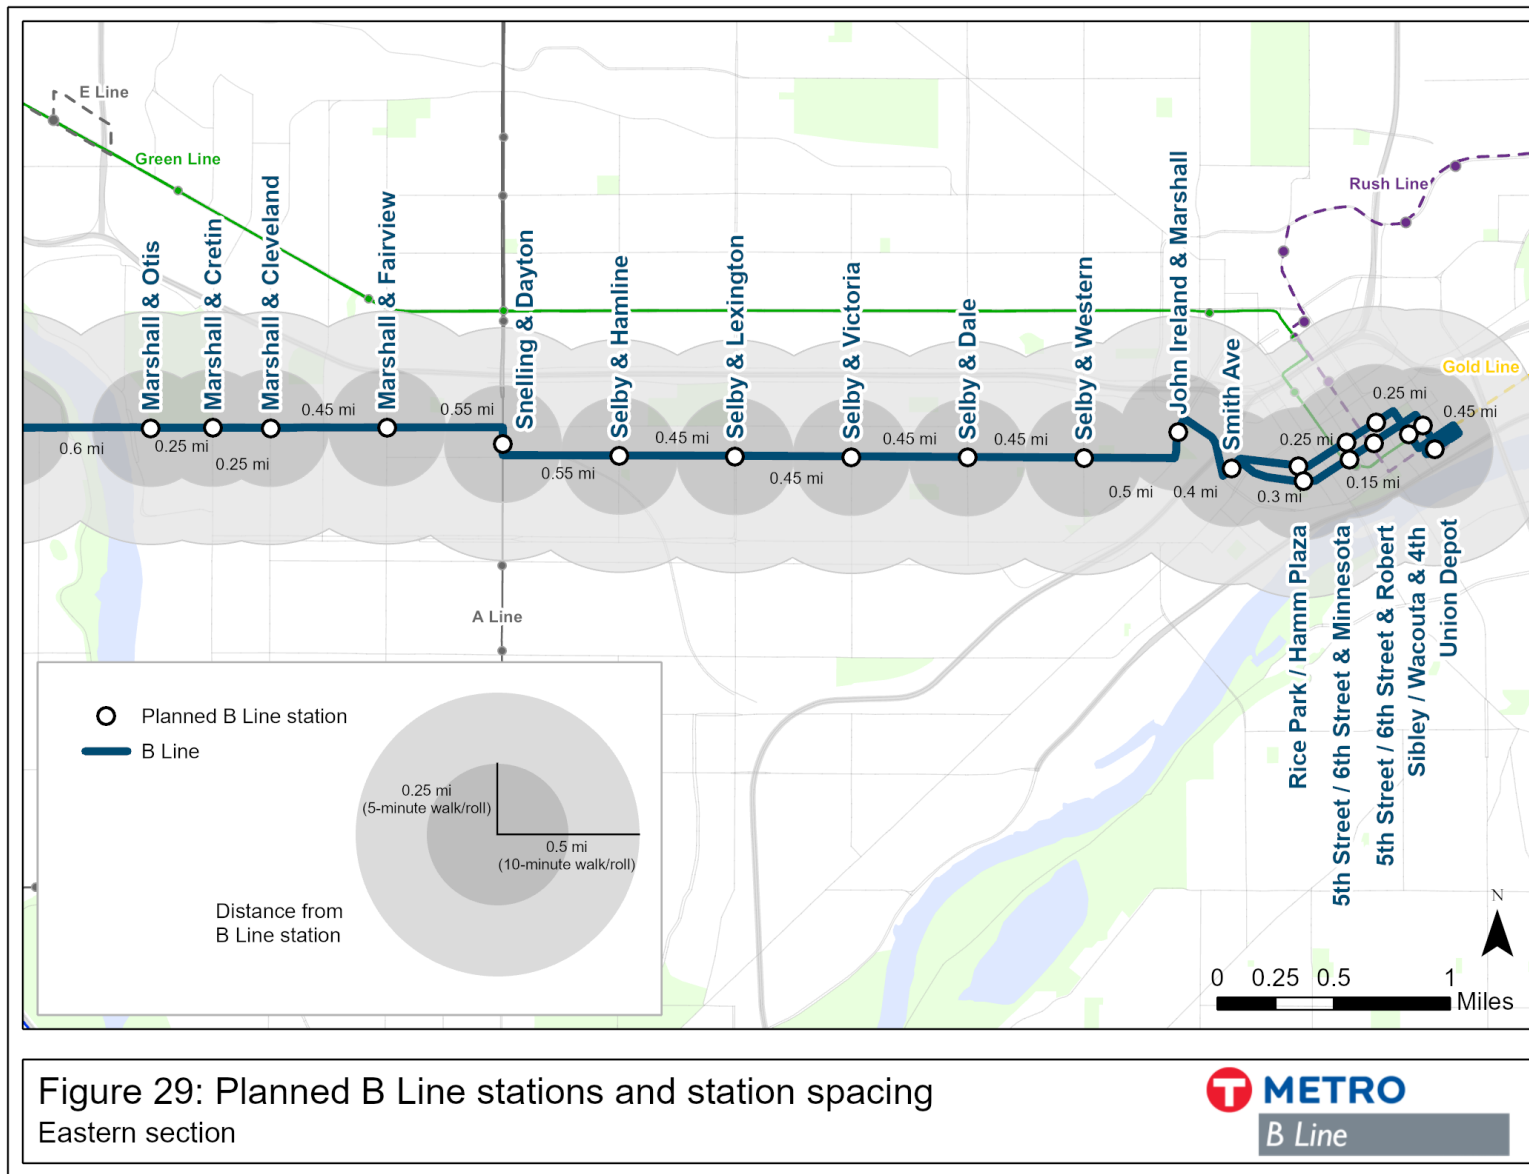 E Line
Green Line
Rush Line
Gold Line
A Line
Marshall & Otis
Marshall & Cretin
Marshall & Cleveland
Marshall & Fairview
Snelling & Dayton
Selby & Hamline
Selby & Lexington
Selby & Victoria
Selby & Dale
Selby & Western
John Ireland & Marshall
Smith Ave
Rice Park / Hamm Plaza
5th Street / 6th Street & Minnesota
5th Street / 6th Street & Robert
Sibley / Wacouta & 4th
Union Depot
0.6 mi
0.25 mi
0.25 mi
0.45 mi
0.55 mi
0.55 mi
0.45 mi
0.45 mi
0.45 mi
0.45 mi
0.5 mi
0.4 mi
0.3 mi
0.25 mi
0.15 mi
0.25 mi
0.45 mi
Planned B Line station
B Line
0.25 mi
(5-minute walk/roll)
0.5 mi
(10-minute walk/roll)
Distance from
B Line station
N
0 0.25 0.5 1
Miles
Figure 29: Planned B Line stations and station spacing
Eastern section
T METRO
B Line